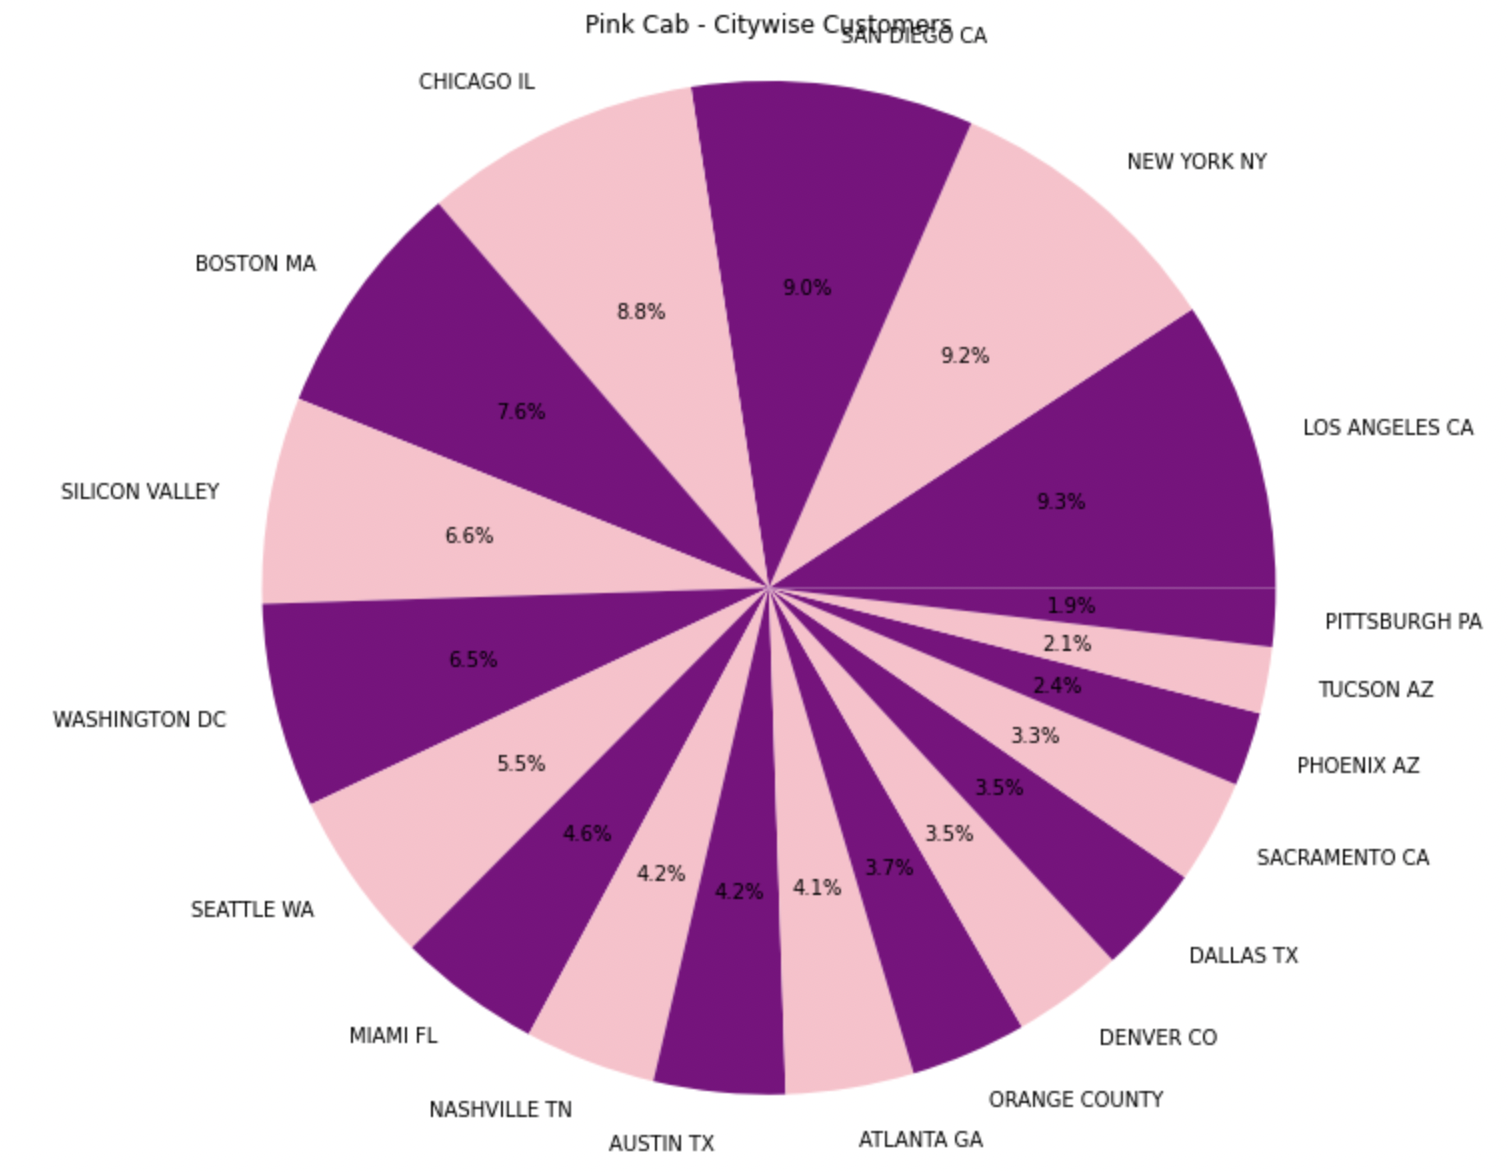 Pink Cab - Citywise Customers
SAN DIEGO CA
CHICAGO IL
NEW YORK NY
BOSTON MA
9.0%
8.8%
9.2%
7.6%
LOS ANGELES CA
SILICON VALLEY
9.3%
6.6%
1.9%
PITTSBURGH PA
2.1%
6.5%
2.4%
TUCSON AZ
WASHINGTON DC
3.3%
5.5%
PHOENIX AZ
3.5%
4.6%
3.5%
SACRAMENTO CA
4.2%
3.7%
4.2%
4.1%
SEATTLE WA
DALLAS TX
MIAMI FL
DENVER CO
ORANGE COUNTY
NASHVILLE TN
ATLANTA GA
AUSTIN TX